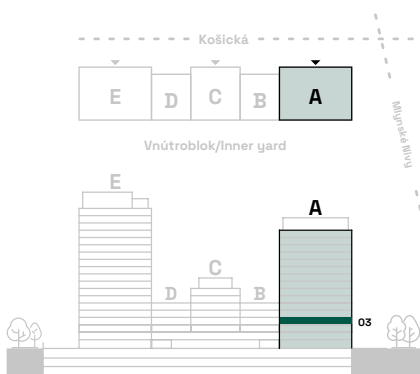 Košická
E D C B A
Mlynské Nivy
Vnútroblok/Inner yard
E
A
C
D
B
03